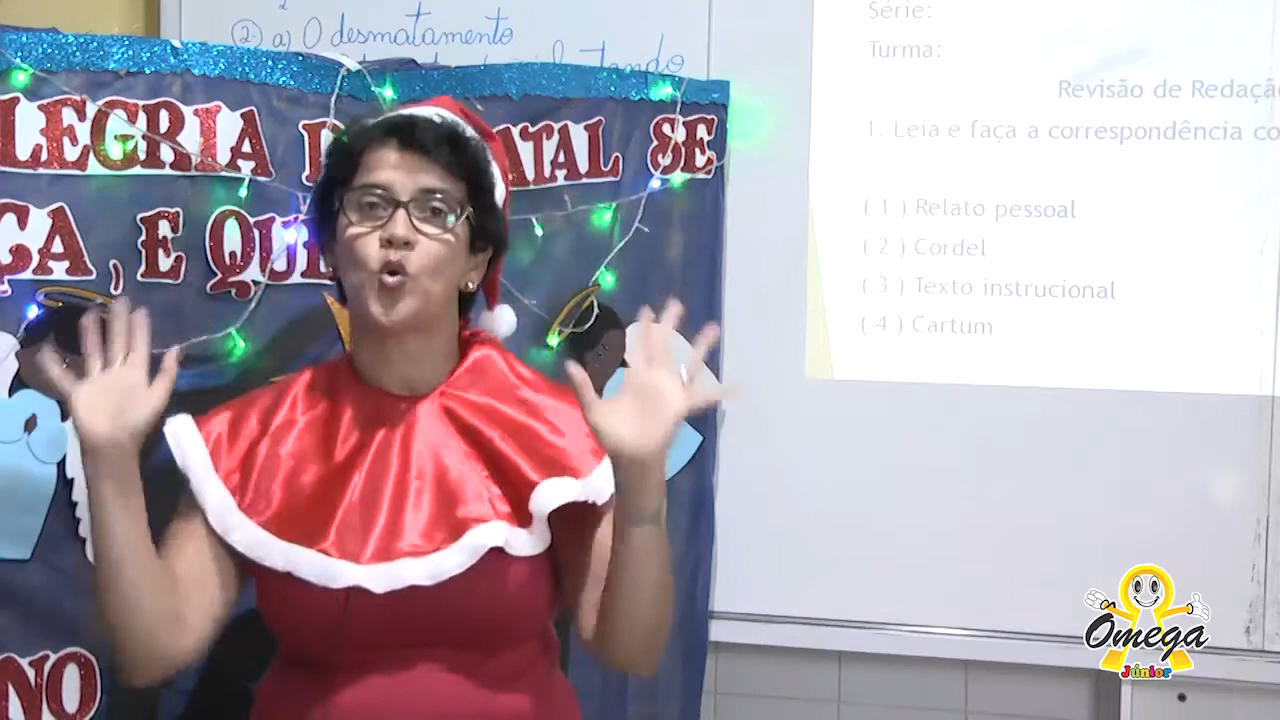 2- a) O desmatamento
LEGRIA ATAL SE
ÇA, E QUE
NO
Série:
Turma:
Revisão de Redaçã
1. Leia e faça a correspondência co
( 1 ) Relato pessoal
( 2 ) Cordel
( 3 ) Texto instrucional
( 4 ) Cartum
Ômega
Júnior